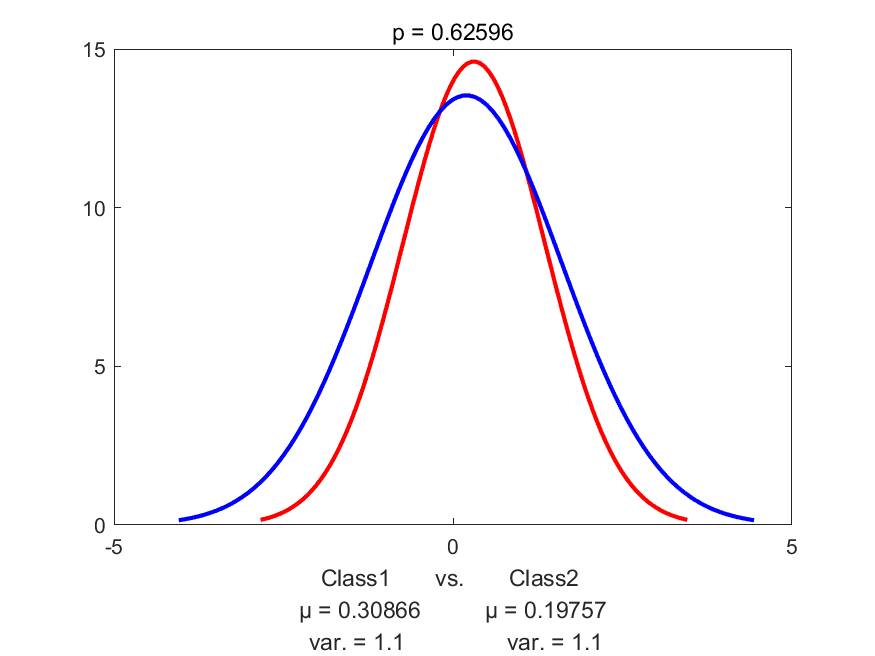 p = 0.62596
15
10
5
0
-5 0 5
Class1 vs. Class2
μ = 0.30866 μ = 0.19757
var. = 1.1 var. = 1.1